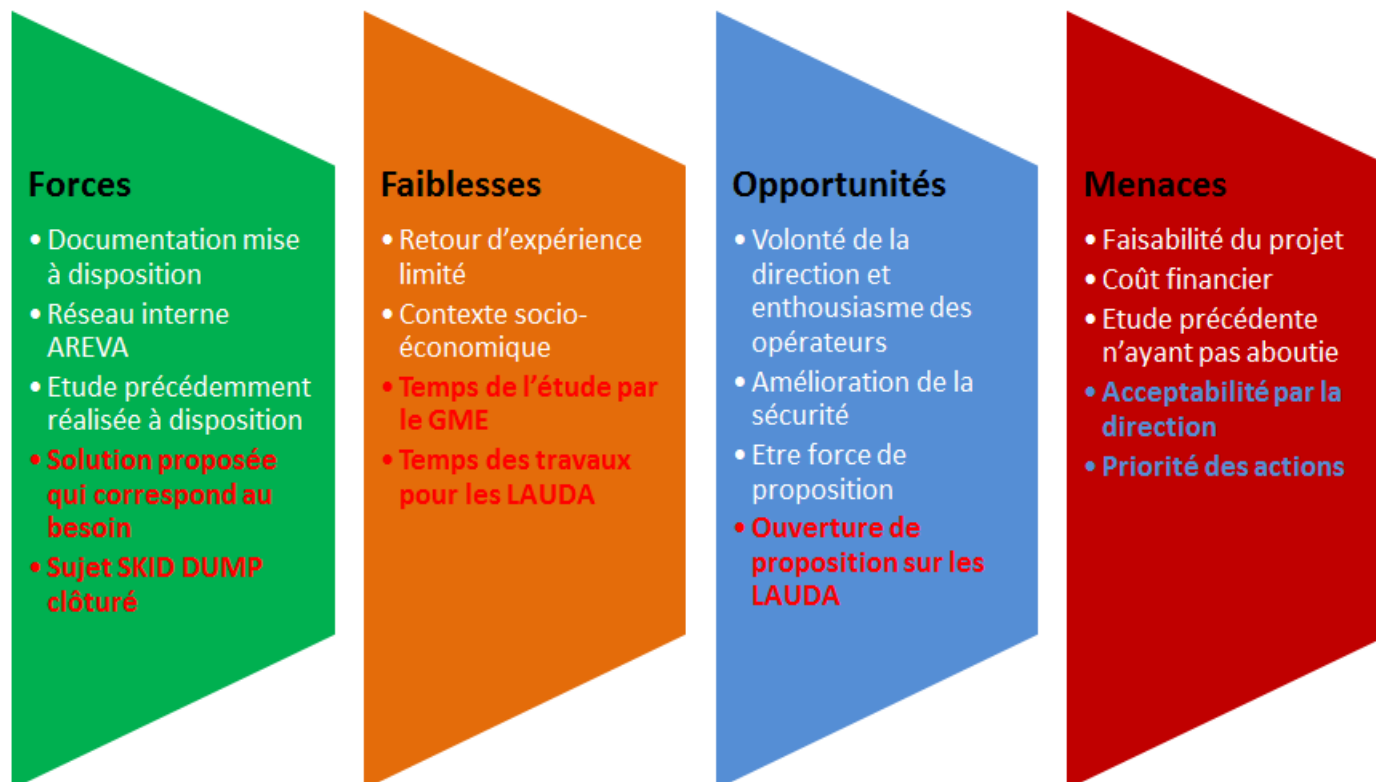 Forces
• Documentation mise
à disposition
• Réseau interne
AREVA
• Etude précédemment
réalisée à disposition
• Solution proposée
qui correspond au
besoin
• Sujet SKID DUMP
clôturé
Faiblesses
• Retour d'expérience
limité
• Contexte socio-
économique
• Temps de l'étude par
le GME
• Temps des travaux
pour les LAUDA
Opportunités
• Volonté de la
direction et
enthousiasme des
opérateurs
• Amélioration de la
sécurité
• Etre force de
proposition
• Ouverture de
proposition sur les
LAUDA
Menaces
• Faisabilité du projet
• Coût financier
• Etude précédente
n'ayant pas aboutie
• Acceptabilité par la
direction
• Priorité des actions